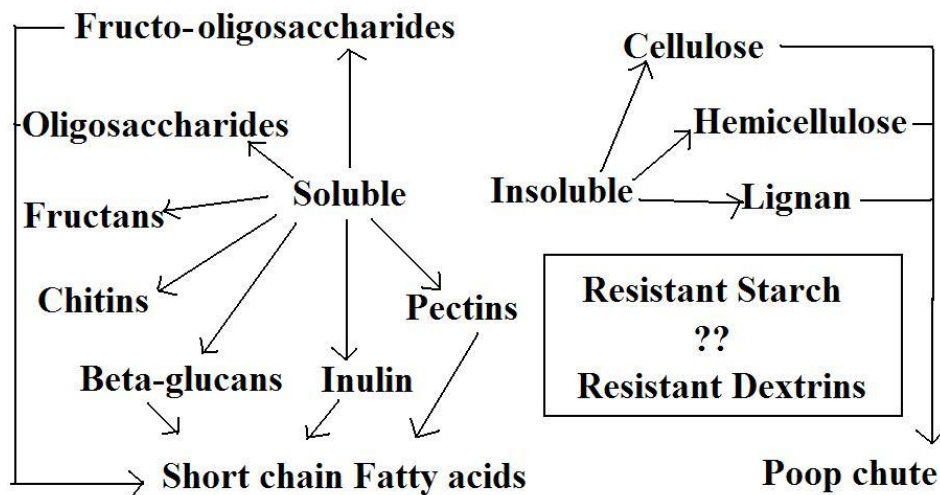 Fructo-oligosaccharides
Oligosaccharides
Soluble
Fructans
Chitins
Pectins
Beta-glucans
Inulin
Short chain Fatty acids
Cellulose
Hemicellulose
Insoluble
Lignan
Resistant Starch
??
Resistant Dextrins
Poop chute